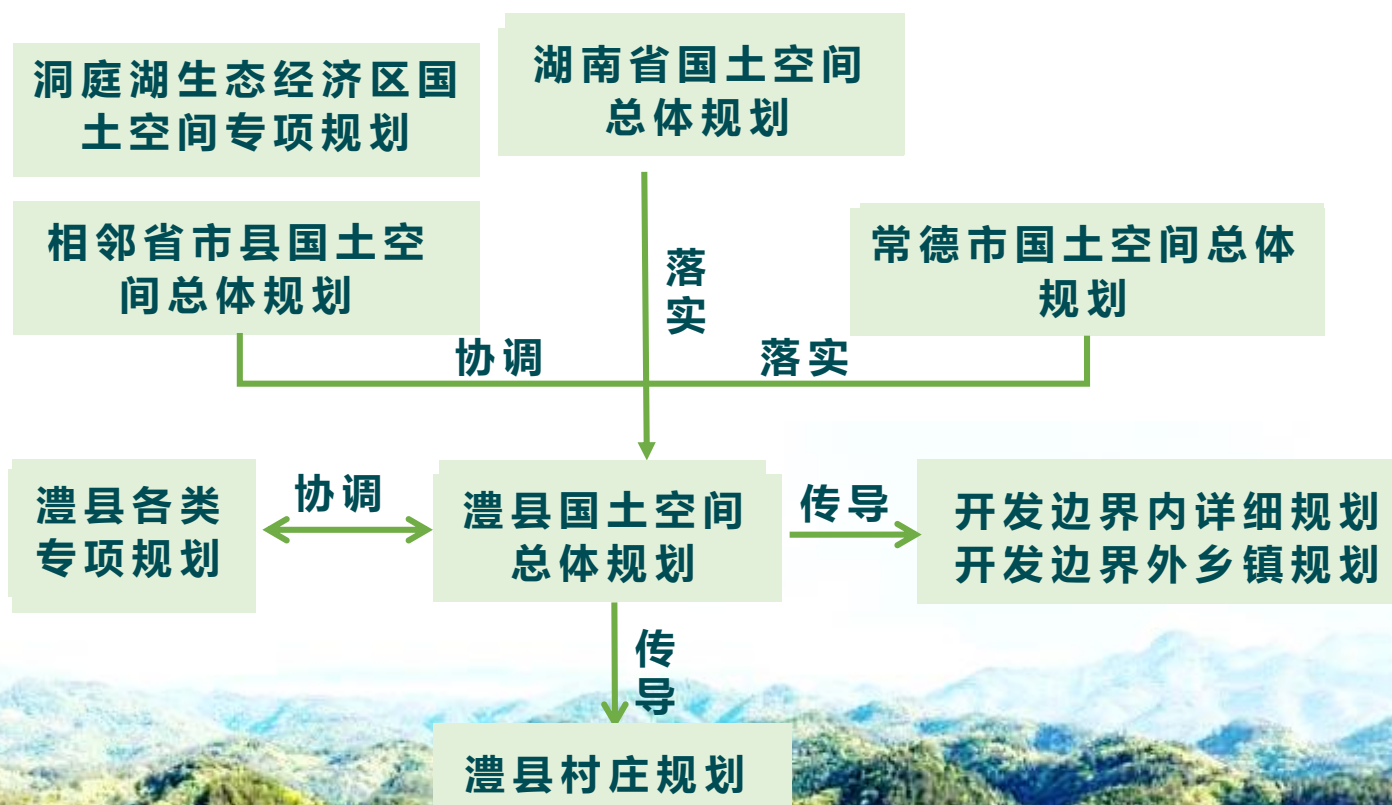 洞庭湖生态经济区国
土空间专项规划
湖南省国土空间
总体规划
相邻省市县国土空
间总体规划
落
实
常德市国土空间总体
规划
协调
落实
澧县各类
专项规划
协调
澧县国土空间
总体规划
传导
开发边界内详细规划
开发边界外乡镇规划
传
导
澧县村庄规划